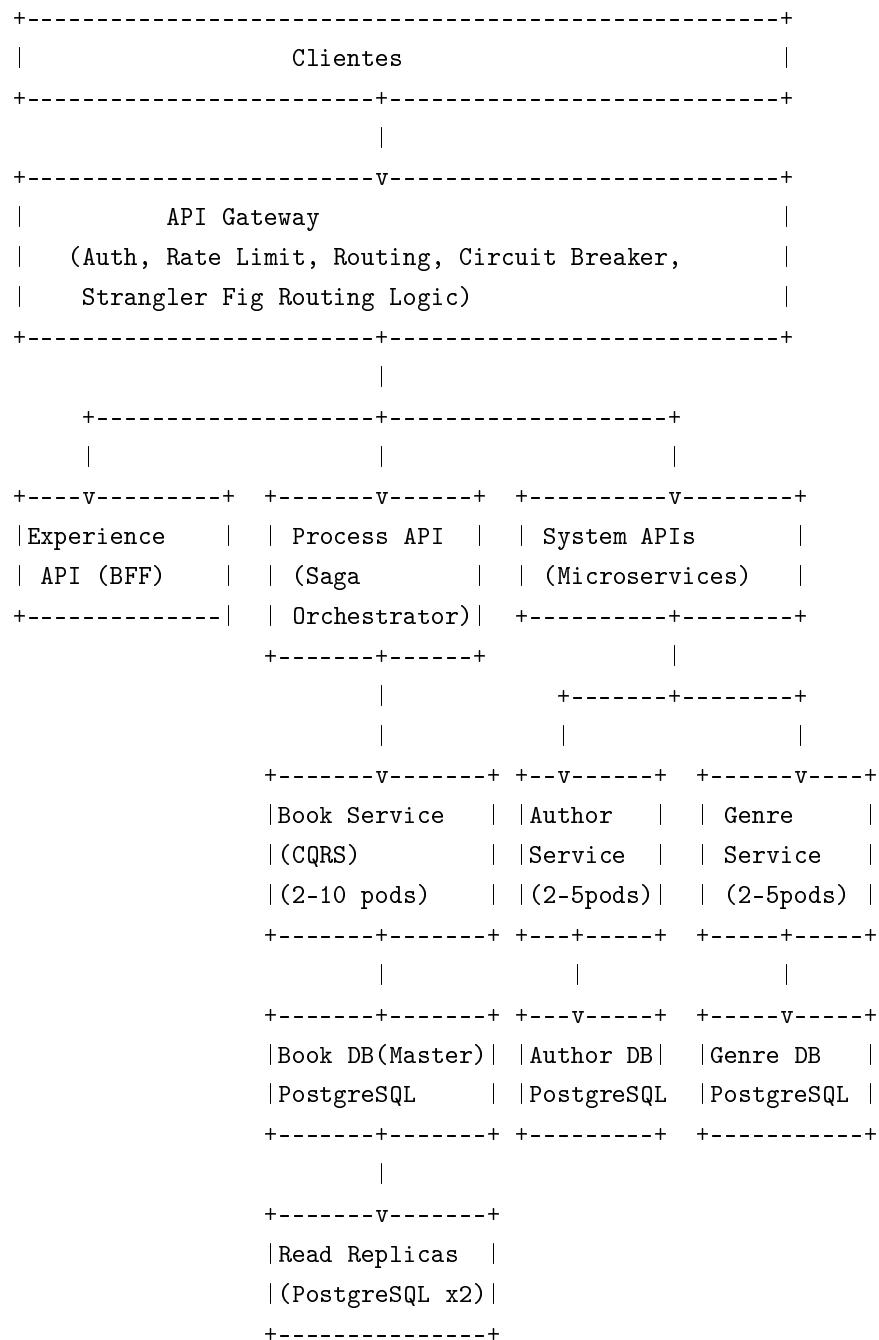 Clientes
API Gateway
(Auth, Rate Limit, Routing, Circuit Breaker,
Strangler Fig Routing Logic)
Experience
API (BFF)
Process API
(Saga
Orchestrator)
System APIs
(Microservices)
Book Service
(CQRS)
(2-10 pods)
Author
Service
(2-5pods)
Genre
Service
(2-5pods)
Book DB(Master)
PostgreSQL
Author DB
PostgreSQL
Genre DB
PostgreSQL
Read Replicas
(PostgreSQL x2)